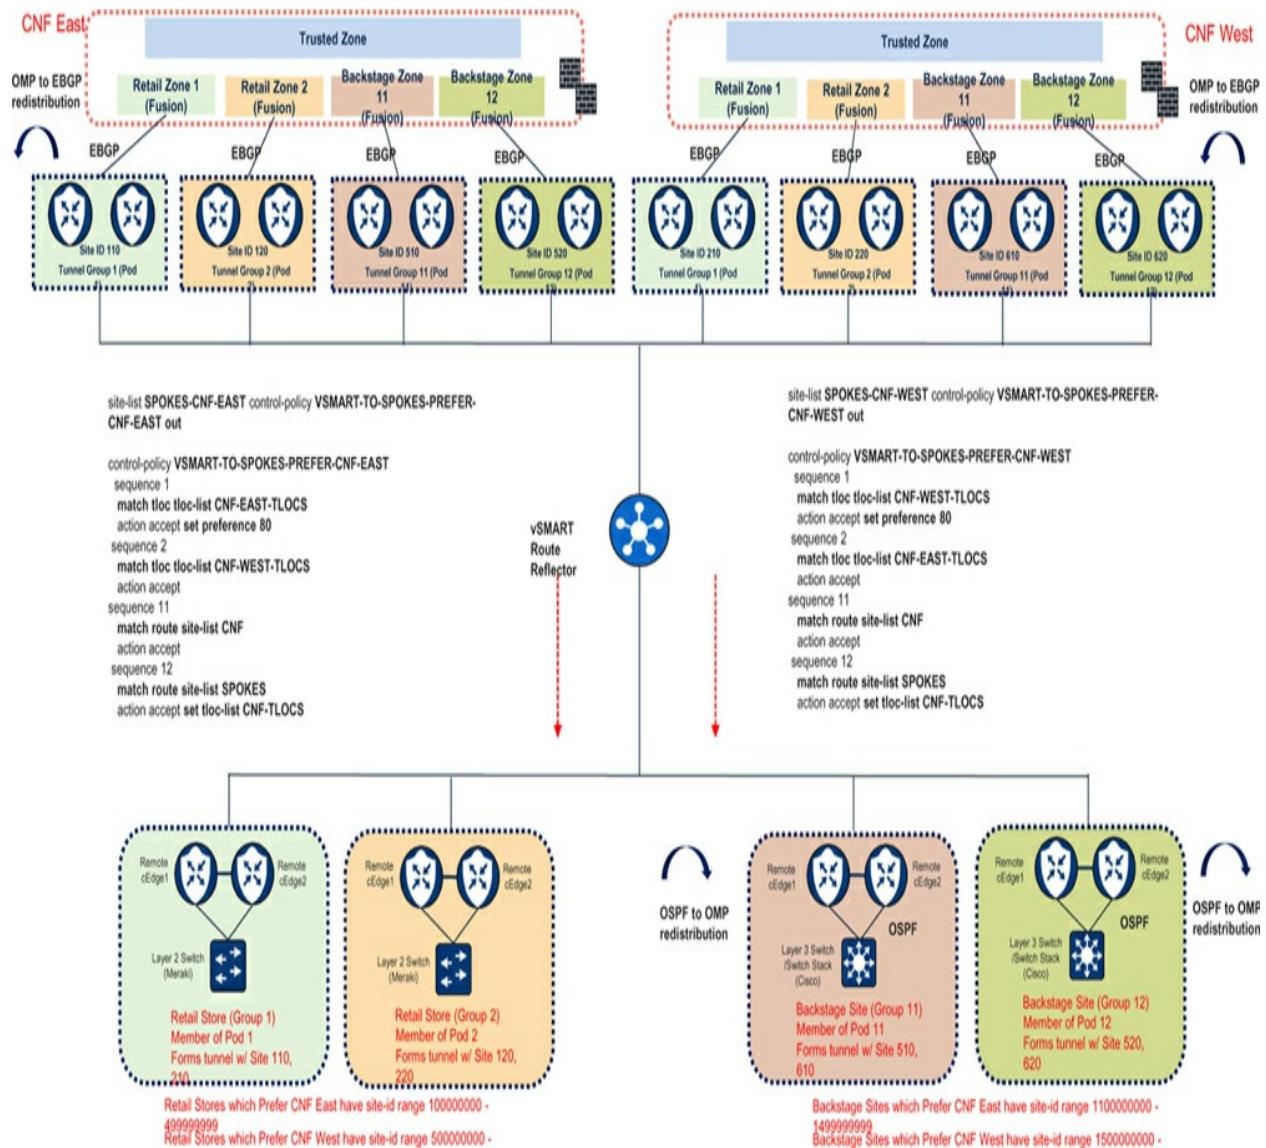 CNF East
Trusted Zone
OMP to EBGP
redistribution
Retail Zone 1
(Fusion)
Retail Zone 2
(Fusion)
Backstage Zone
11
(Fusion)
Backstage Zone
12
(Fusion)
EBGP
EBGP
EBGP
EBGP
Site ID 110
Tunnel Group 1 (Pod
1)
Site ID 120
Tunnel Group 2 (Pod
2)
Site ID 510
Tunnel Group 11 (Pod
11)
Site ID 520
Tunnel Group 12 (Pod
12)
CNF West
Trusted Zone
OMP to EBGP
redistribution
Retail Zone 1
(Fusion)
Retail Zone 2
(Fusion)
Backstage Zone
11
(Fusion)
Backstage Zone
12
(Fusion)
EBGP
EBGP
EBGP
EBGP
Site ID 210
Tunnel Group 1 (Pod
1)
Site ID 220
Tunnel Group 2 (Pod
2)
Site ID 610
Tunnel Group 11 (Pod
11)
Site ID 620
Tunnel Group 12 (Pod
12)
site-list SPOKES-CNF-EAST control-policy VSMART-TO-SPOKES-PREFER-
CNF-EAST out
control-policy VSMART-TO-SPOKES-PREFER-CNF-EAST
sequence 1
match tloc tloc-list CNF-EAST-TLOCS
action accept set preference 80
sequence 2
match tloc tloc-list CNF-WEST-TLOCS
action accept
sequence 11
match route site-list CNF
action accept
sequence 12
match route site-list SPOKES
action accept set tloc-list CNF-TLOCS
vSMART
Route
Reflector
site-list SPOKES-CNF-WEST control-policy VSMART-TO-SPOKES-PREFER-
CNF-WEST out
control-policy VSMART-TO-SPOKES-PREFER-CNF-WEST
sequence 1
match tloc tloc-list CNF-WEST-TLOCS
action accept set preference 80
sequence 2
match tloc tloc-list CNF-EAST-TLOCS
action accept
sequence 11
match route site-list CNF
action accept
sequence 12
match route site-list SPOKES
action accept set tloc-list CNF-TLOCS
Remote
cEdge1
Remote
cEdge2
Layer 2 Switch
(Meraki)
Retail Store (Group 1)
Member of Pod 1
Forms tunnel w/ Site 110,
210
Remote
cEdge1
Remote
cEdge2
Layer 2 Switch
(Meraki)
Retail Store (Group 2)
Member of Pod 2
Forms tunnel w/ Site 120,
220
OSPF to OMP
redistribution
Remote
cEdge1
Remote
cEdge2
OSPF
Layer 3 Switch
/Switch Stack
(Cisco)
Backstage Site (Group 11)
Member of Pod 11
Forms tunnel w/ Site 510,
610
Remote
cEdge1
Remote
cEdge2
OSPF
Layer 3 Switch
/Switch Stack
(Cisco)
Backstage Site (Group 12)
Member of Pod 12
Forms tunnel w/ Site 520,
620
OSPF to OMP
redistribution
Retail Stores which Prefer CNF East have site-id range 100000000 -
499999999
Retail Stores which Prefer CNF West have site-id range 500000000 -
Backstage Sites which Prefer CNF East have site-id range 1100000000 -
1499999999
Backstage Sites which Prefer CNF West have site-id range 1500000000 -